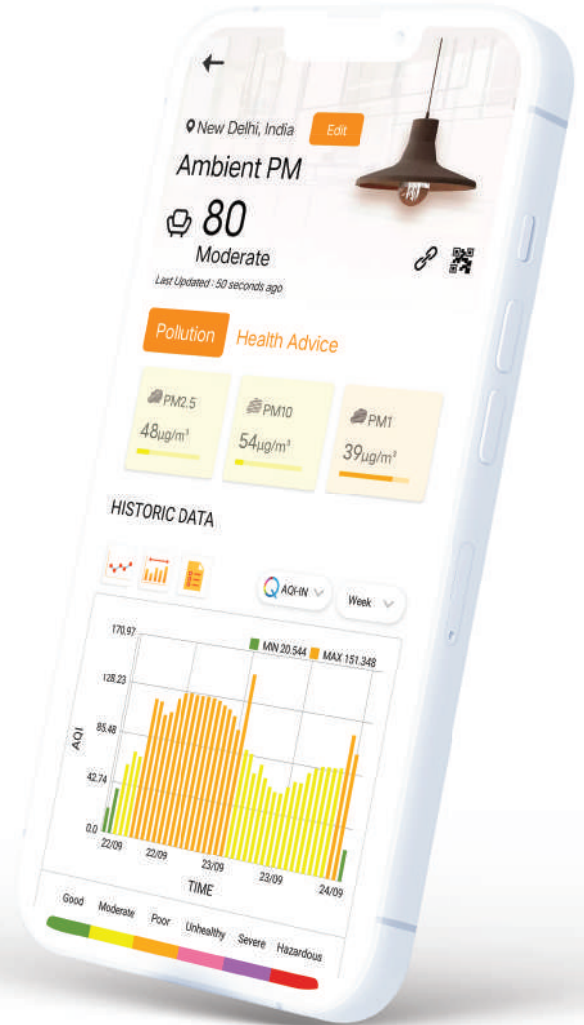 New Delhi, India Edit
Ambient PM
80
Moderate
Last Updated : 50 seconds ago
Pollution Health Advice
PM2.5 PM10 PM1
48µg/m³ 54µg/m³ 39µg/m³
HISTORIC DATA
AQI-IN Week
MIN 20.544 MAX 151.348
170.97
128.23
85.48
42.74
0.0
AQI
22/09 22/09 23/09 23/09 24/09
TIME
Good Moderate Poor Unhealthy Severe Hazardous